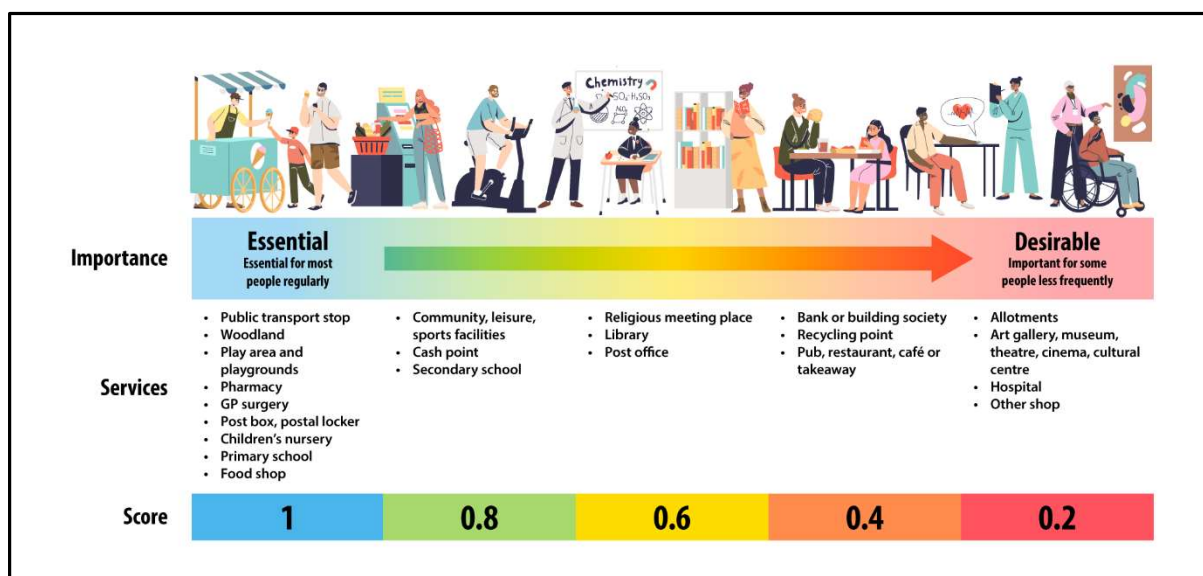 Chemistry
Importance
Essential
Essential for most
people regularly
Desirable
Important for some
people less frequently
Services
• Public transport stop
• Woodland
• Play area and
playgrounds
• Pharmacy
• GP surgery
• Post box, postal locker
• Children's nursery
• Primary school
• Food shop
• Community, leisure,
sports facilities
• Cash point
• Secondary school
• Religious meeting place
• Library
• Post office
• Bank or building society
• Recycling point
• Pub, restaurant, café or
takeaway
• Allotments
• Art gallery, museum,
theatre, cinema, cultural
centre
• Hospital
• Other shop
Score
1
0.8
0.6
0.4
0.2